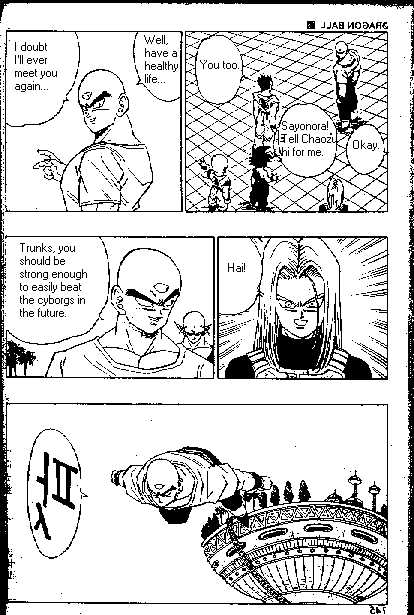 DRAGON BALL
I doubt
I'll ever
meet you
again...
Well,
have a
healthy
life...
You too.
Sayonora!
Tell Chaozu
hi for me.
Okay.
Trunks, you
should be
strong enough
to easily beat
the cyborgs in
the future.
Hai!
145